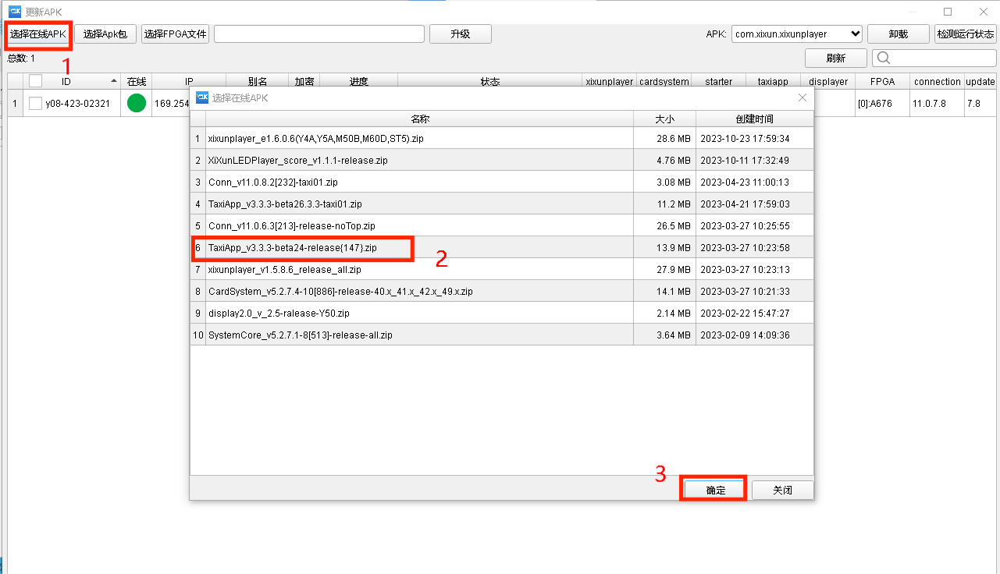 更新APK
选择在线APK 选择Apk包 选择FPGA文件 升级 APK: com.xixun.xixunplayer 卸载 检测运行状态
总数: 1 刷新
1
ID 在线 IP 别名 加密 进度 状态 xixunplayer cardsystem starter taxiapp displayer FPGA connection update
1 y08-423-02321 169.254 [0];A676 11.0.7.8 7.8
选择在线APK
名称 大小 创建时间
1 xixunplayer_e1.6.0.6(Y4A,Y5A,M50B,M60D,ST5).zip 28.6 MB 2023-10-23 17:59:34
2 XiXunLEDPlayer_score_v1.1.1-release.zip 4.76 MB 2023-10-11 17:32:49
3 Conn_v11.0.8.2[232]-taxi01.zip 3.08 MB 2023-04-23 11:00:13
4 TaxiApp_v3.3.3-beta26.3.3-taxi01.zip 11.2 MB 2023-04-21 17:59:03
5 Conn_v11.0.6.3[213]-release-noTop.zip 26.5 MB 2023-03-27 10:25:55
6 TaxiApp_v3.3.3-beta24-release{147}.zip 13.9 MB 2023-03-27 10:23:58
2
7 xixunplayer_v1.5.8.6_release_all.zip 27.9 MB 2023-03-27 10:23:13
8 CardSystem_v5.2.7.4-10[886]-release-40.x_41.x_42.x_49.x.zip 14.1 MB 2023-03-27 10:21:33
9 display2.0_v_2.5-ralease-Y50.zip 2.14 MB 2023-02-22 15:47:27
10 SystemCore_v5.2.7.1-8[513]-release-all.zip 3.64 MB 2023-02-09 14:09:36
3
确定 关闭